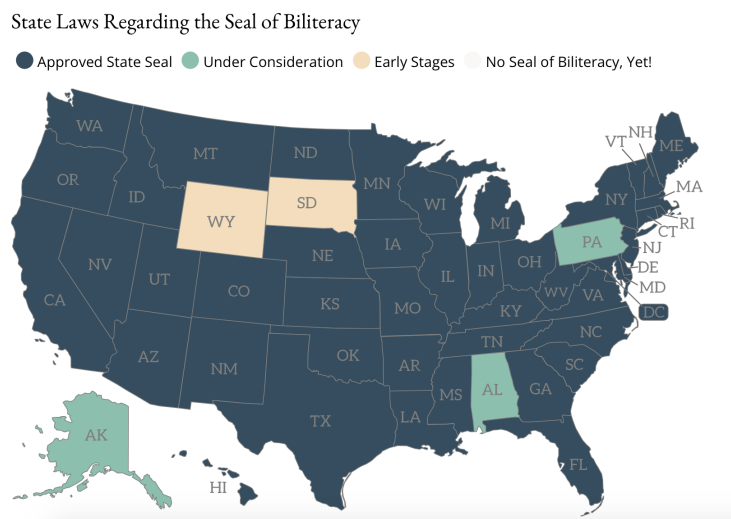 State Laws Regarding the Seal of Biliteracy
Approved State Seal Under Consideration Early Stages No Seal of Biliteracy, Yet!
WA
MT
ND
MN
VT
NH
ME
OR
ID
WY
SD
WI
MI
NY
MA
RI
CT
NV
UT
CO
NE
IA
IL
IN
OH
PA
NJ
DE
MD
DC
CA
KS
MO
KY
WV
VA
AZ
NM
OK
AR
TN
NC
SC
TX
LA
MS
AL
GA
FL
AK
HI